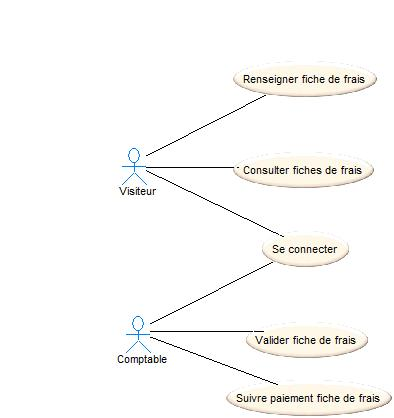 Renseigner fiche de frais
Consulter fiches de frais
Visiteur
Se connecter
Valider fiche de frais
Comptable
Suivre paiement fiche de frais